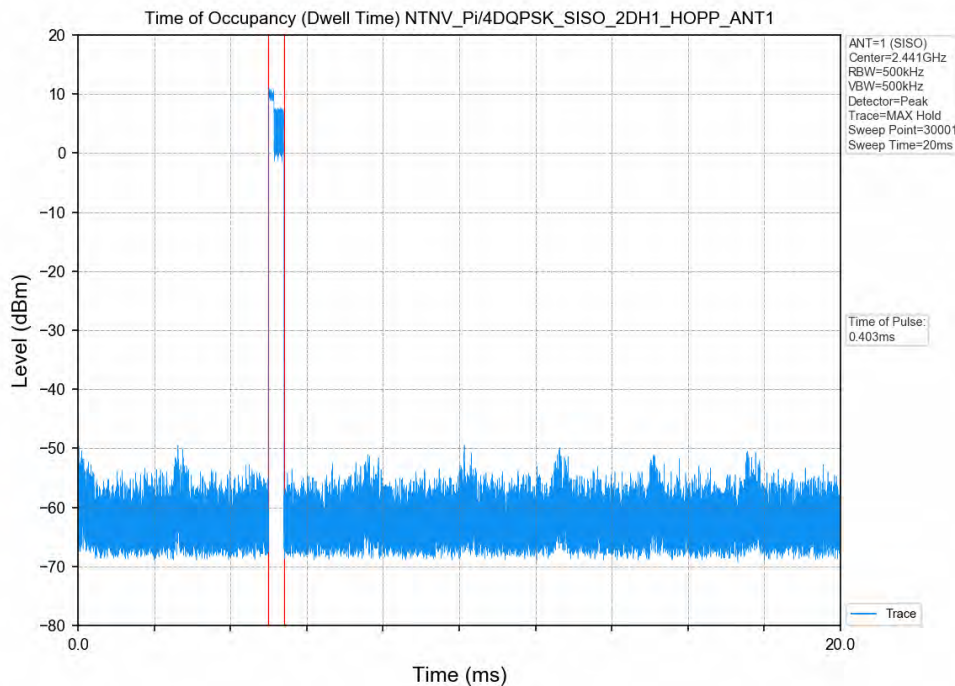 Time of Occupancy (Dwell Time) NTNV_Pi/4DQPSK_SISO_2DH1_HOPP_ANT1
ANT=1 (SISO)
Center=2.441GHz
RBW=500kHz
VBW=500kHz
Detector=Peak
Trace=MAX Hold
Sweep Point=30001
Sweep Time=20ms
20
10
0
−10
−20
−30
−40
−50
−60
−70
−80
Level (dBm)
Time of Pulse:
0.403ms
Trace
0.0
20.0
Time (ms)